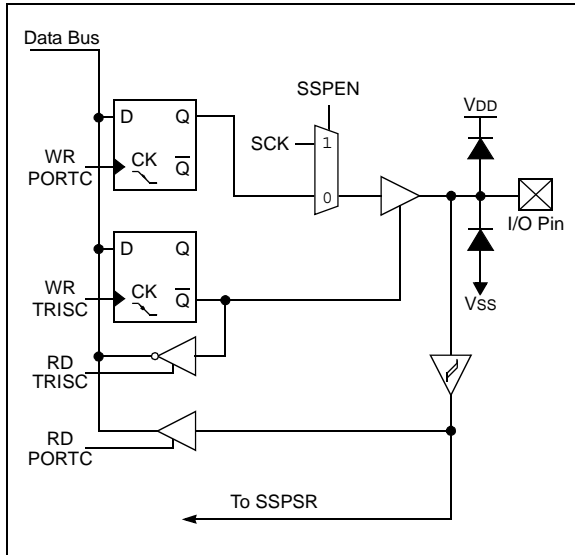 Data Bus
SSPEN
VDD
D
Q
SCK
1
WR
PORTC
CK
Q
0
I/O Pin
D
Q
WR
TRISC
CK
Q
VSS
RD
TRISC
RD
PORTC
To SSPSR